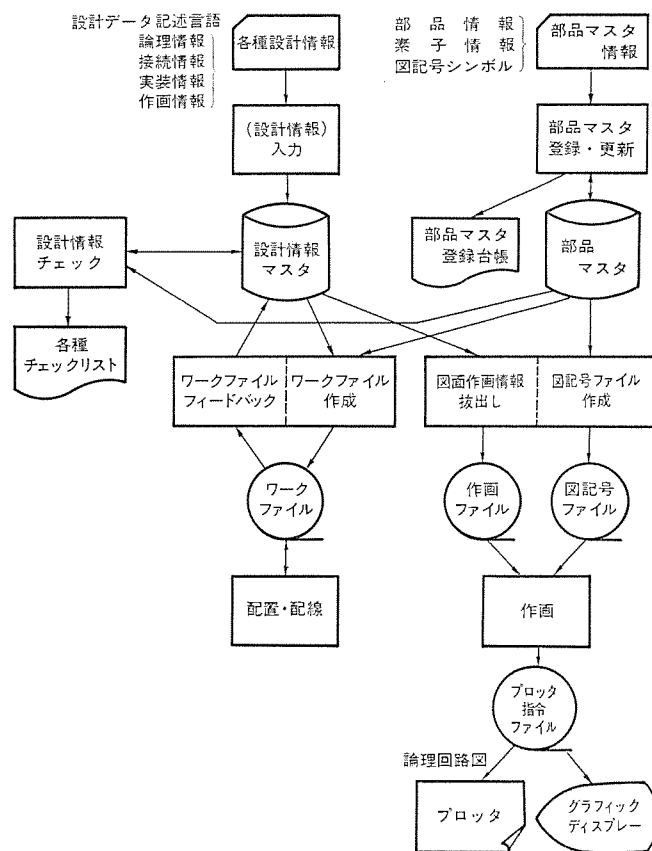 設計データ記述言語
論理情報
接続情報
実装情報
作画情報
各種設計情報
部品情報
素子情報
図記号シンボル
部品マスタ
情報
(設計情報)
入力
部品マスタ
登録・更新
設計情報
チェック
設計情報
マスタ
部品マスタ
登録台帳
部品
マスタ
各種
チェックリスト
ワークファイル
フィードバック
ワークファイル
作成
図面作画情報
抜出し
図記号ファイル
作成
ワーク
ファイル
作画
ファイル
図記号
ファイル
配置・配線
作画
プロッタ
指令
ファイル
論理回路図
プロッタ
グラフィック
ディスプレー